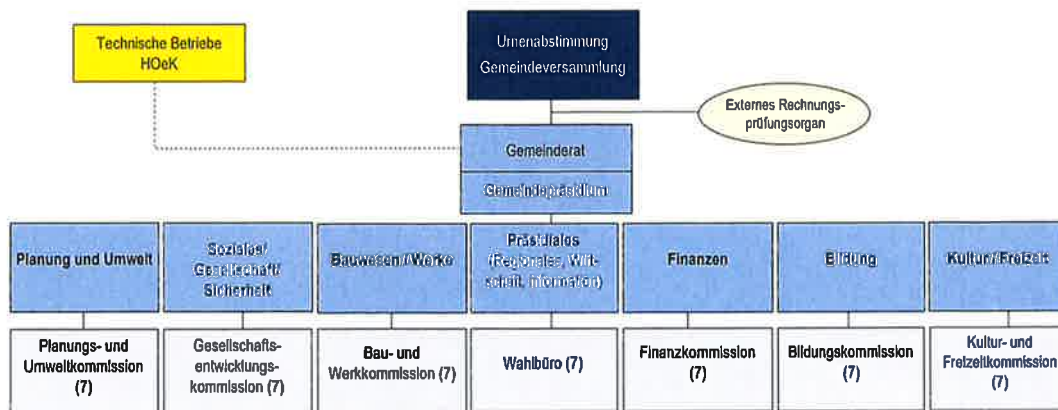 Technische Betriebe
HOeK
Urnenabstimmung
Gemeindeversammlung
Externes Rechnungs-
prüfungsorgan
Gemeinderat
Gemeindepräsidium
Planung und Umwelt
Soziales/
Gesellschaft/
Sicherheit
Bauwesen / Werke
Präsidiales
(Regionales, Wirt-
schaft, Information)
Finanzen
Bildung
Kultur / Freizeit
Planungs- und
Umweltkommission
(7)
Gesellschafts-
entwicklungs-
kommission (7)
Bau- und
Werkkommission (7)
Wahlbüro (7)
Finanzkommission
(7)
Bildungskommission
(7)
Kultur- und
Freizeitkommission
(7)